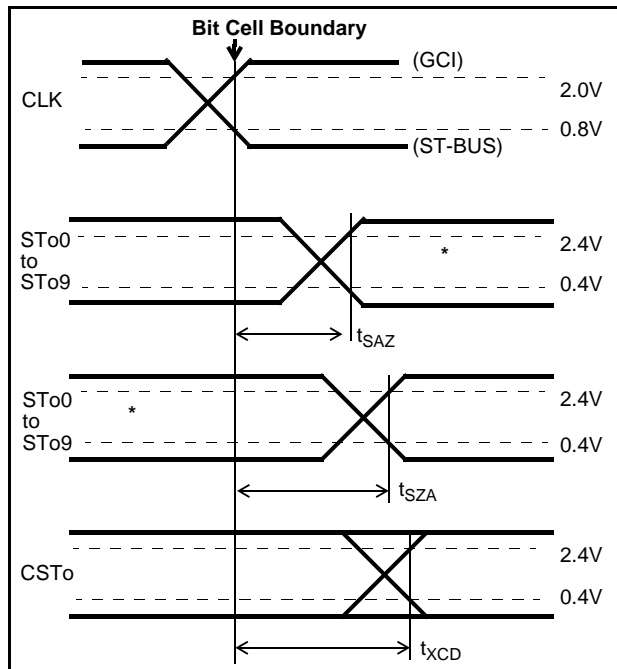 Bit Cell Boundary
(GCI)
CLK
2.0V
0.8V
(ST-BUS)
STo0
to
STo9
*
2.4V
0.4V
tSAZ
STo0
to
STo9
*
2.4V
0.4V
tSZA
CSTo
2.4V
0.4V
tXCD